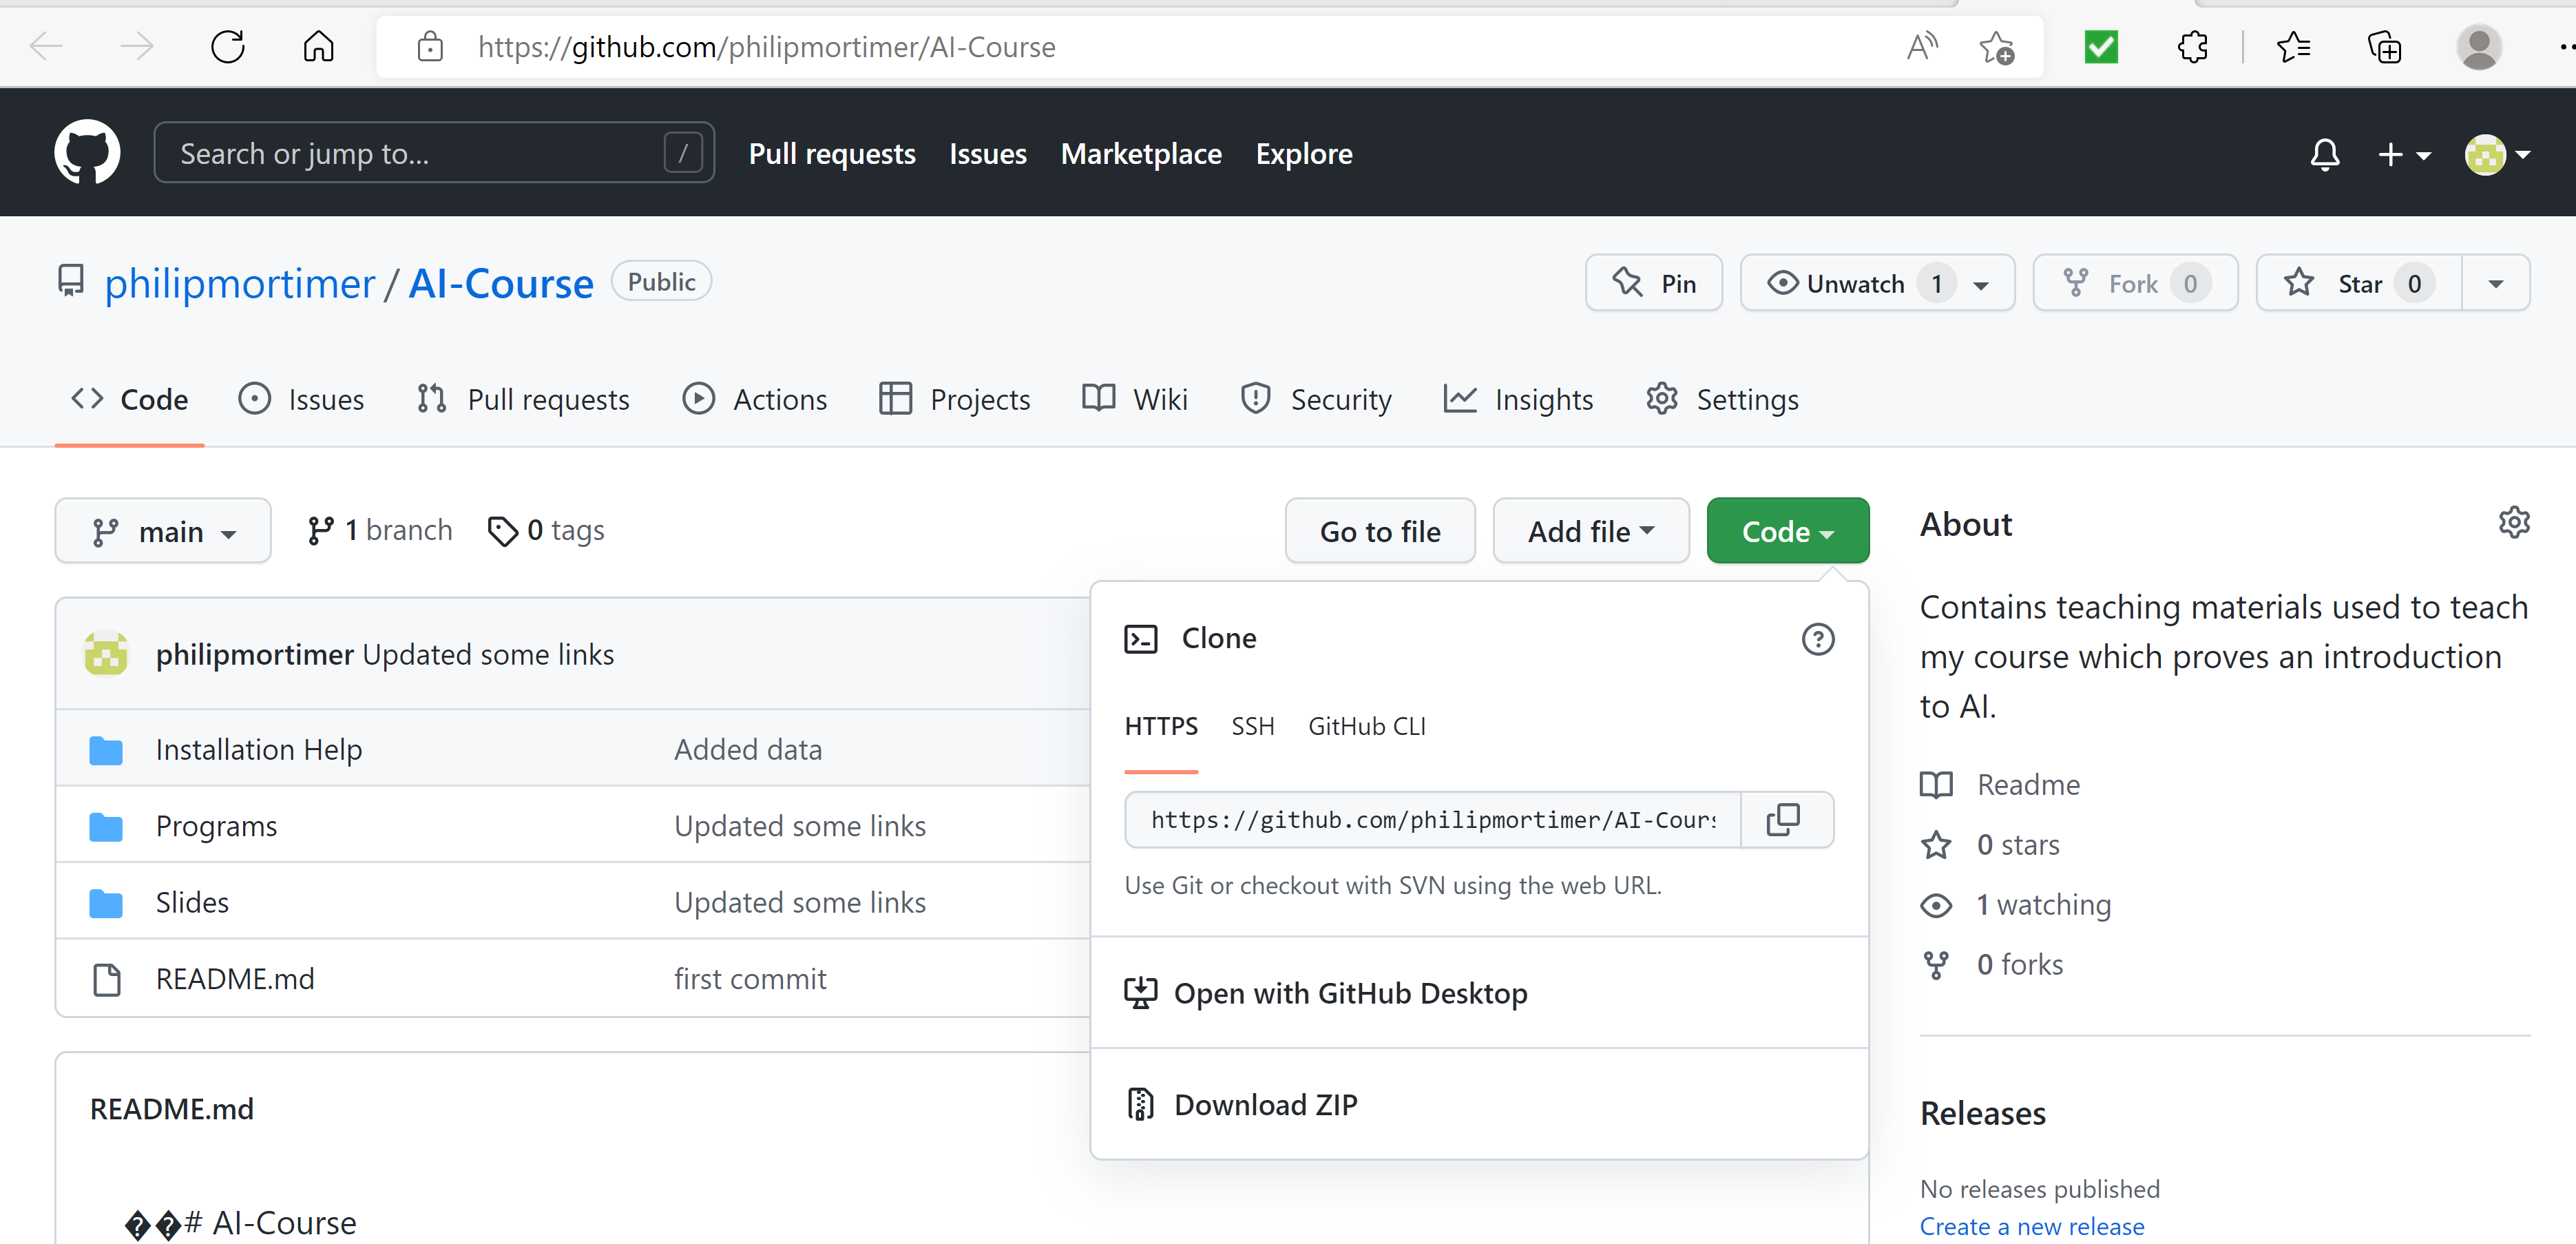 https://github.com/philipmortimer/AI-Course
Search or jump to... /
Pull requests Issues Marketplace Explore
philipmortimer / AI-Course Public
Pin Unwatch 1 Fork 0 Star 0
Code Issues Pull requests Actions Projects Wiki Security Insights Settings
main 1 branch 0 tags Go to file Add file Code
philipmortimer Updated some links
Installation Help Added data
Programs Updated some links
Slides Updated some links
README.md first commit
README.md
��# AI-Course
Clone
HTTPS SSH GitHub CLI
https://github.com/philipmortimer/AI-Cours
Use Git or checkout with SVN using the web URL.
Open with GitHub Desktop
Download ZIP
About
Contains teaching materials used to teach
my course which proves an introduction
to AI.
Readme
0 stars
1 watching
0 forks
Releases
No releases published
Create a new release